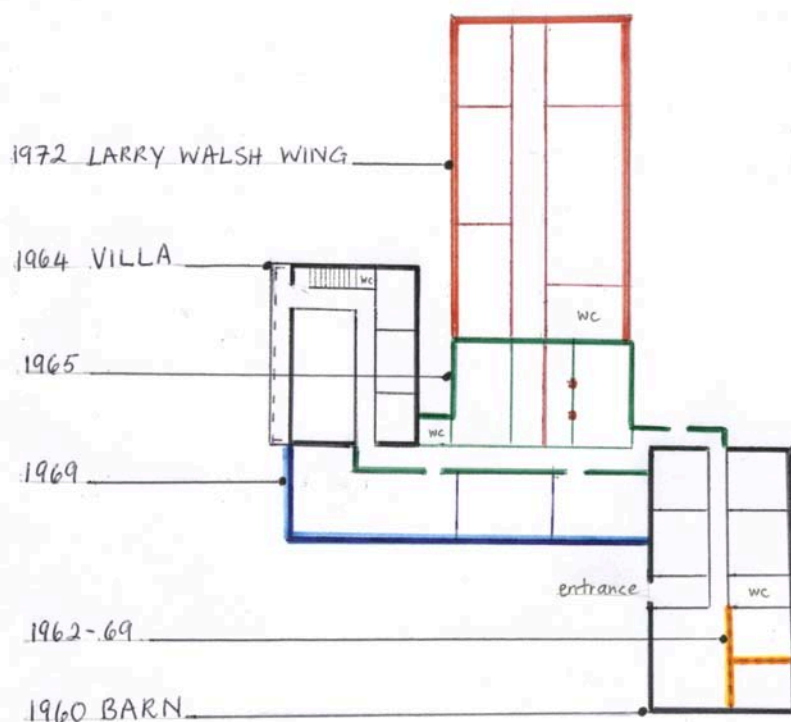 1972 LARRY WALSH WING
1964 VILLA
WC
WC
1965
WC
1969
entrance
WC
1962-69
1960 BARN